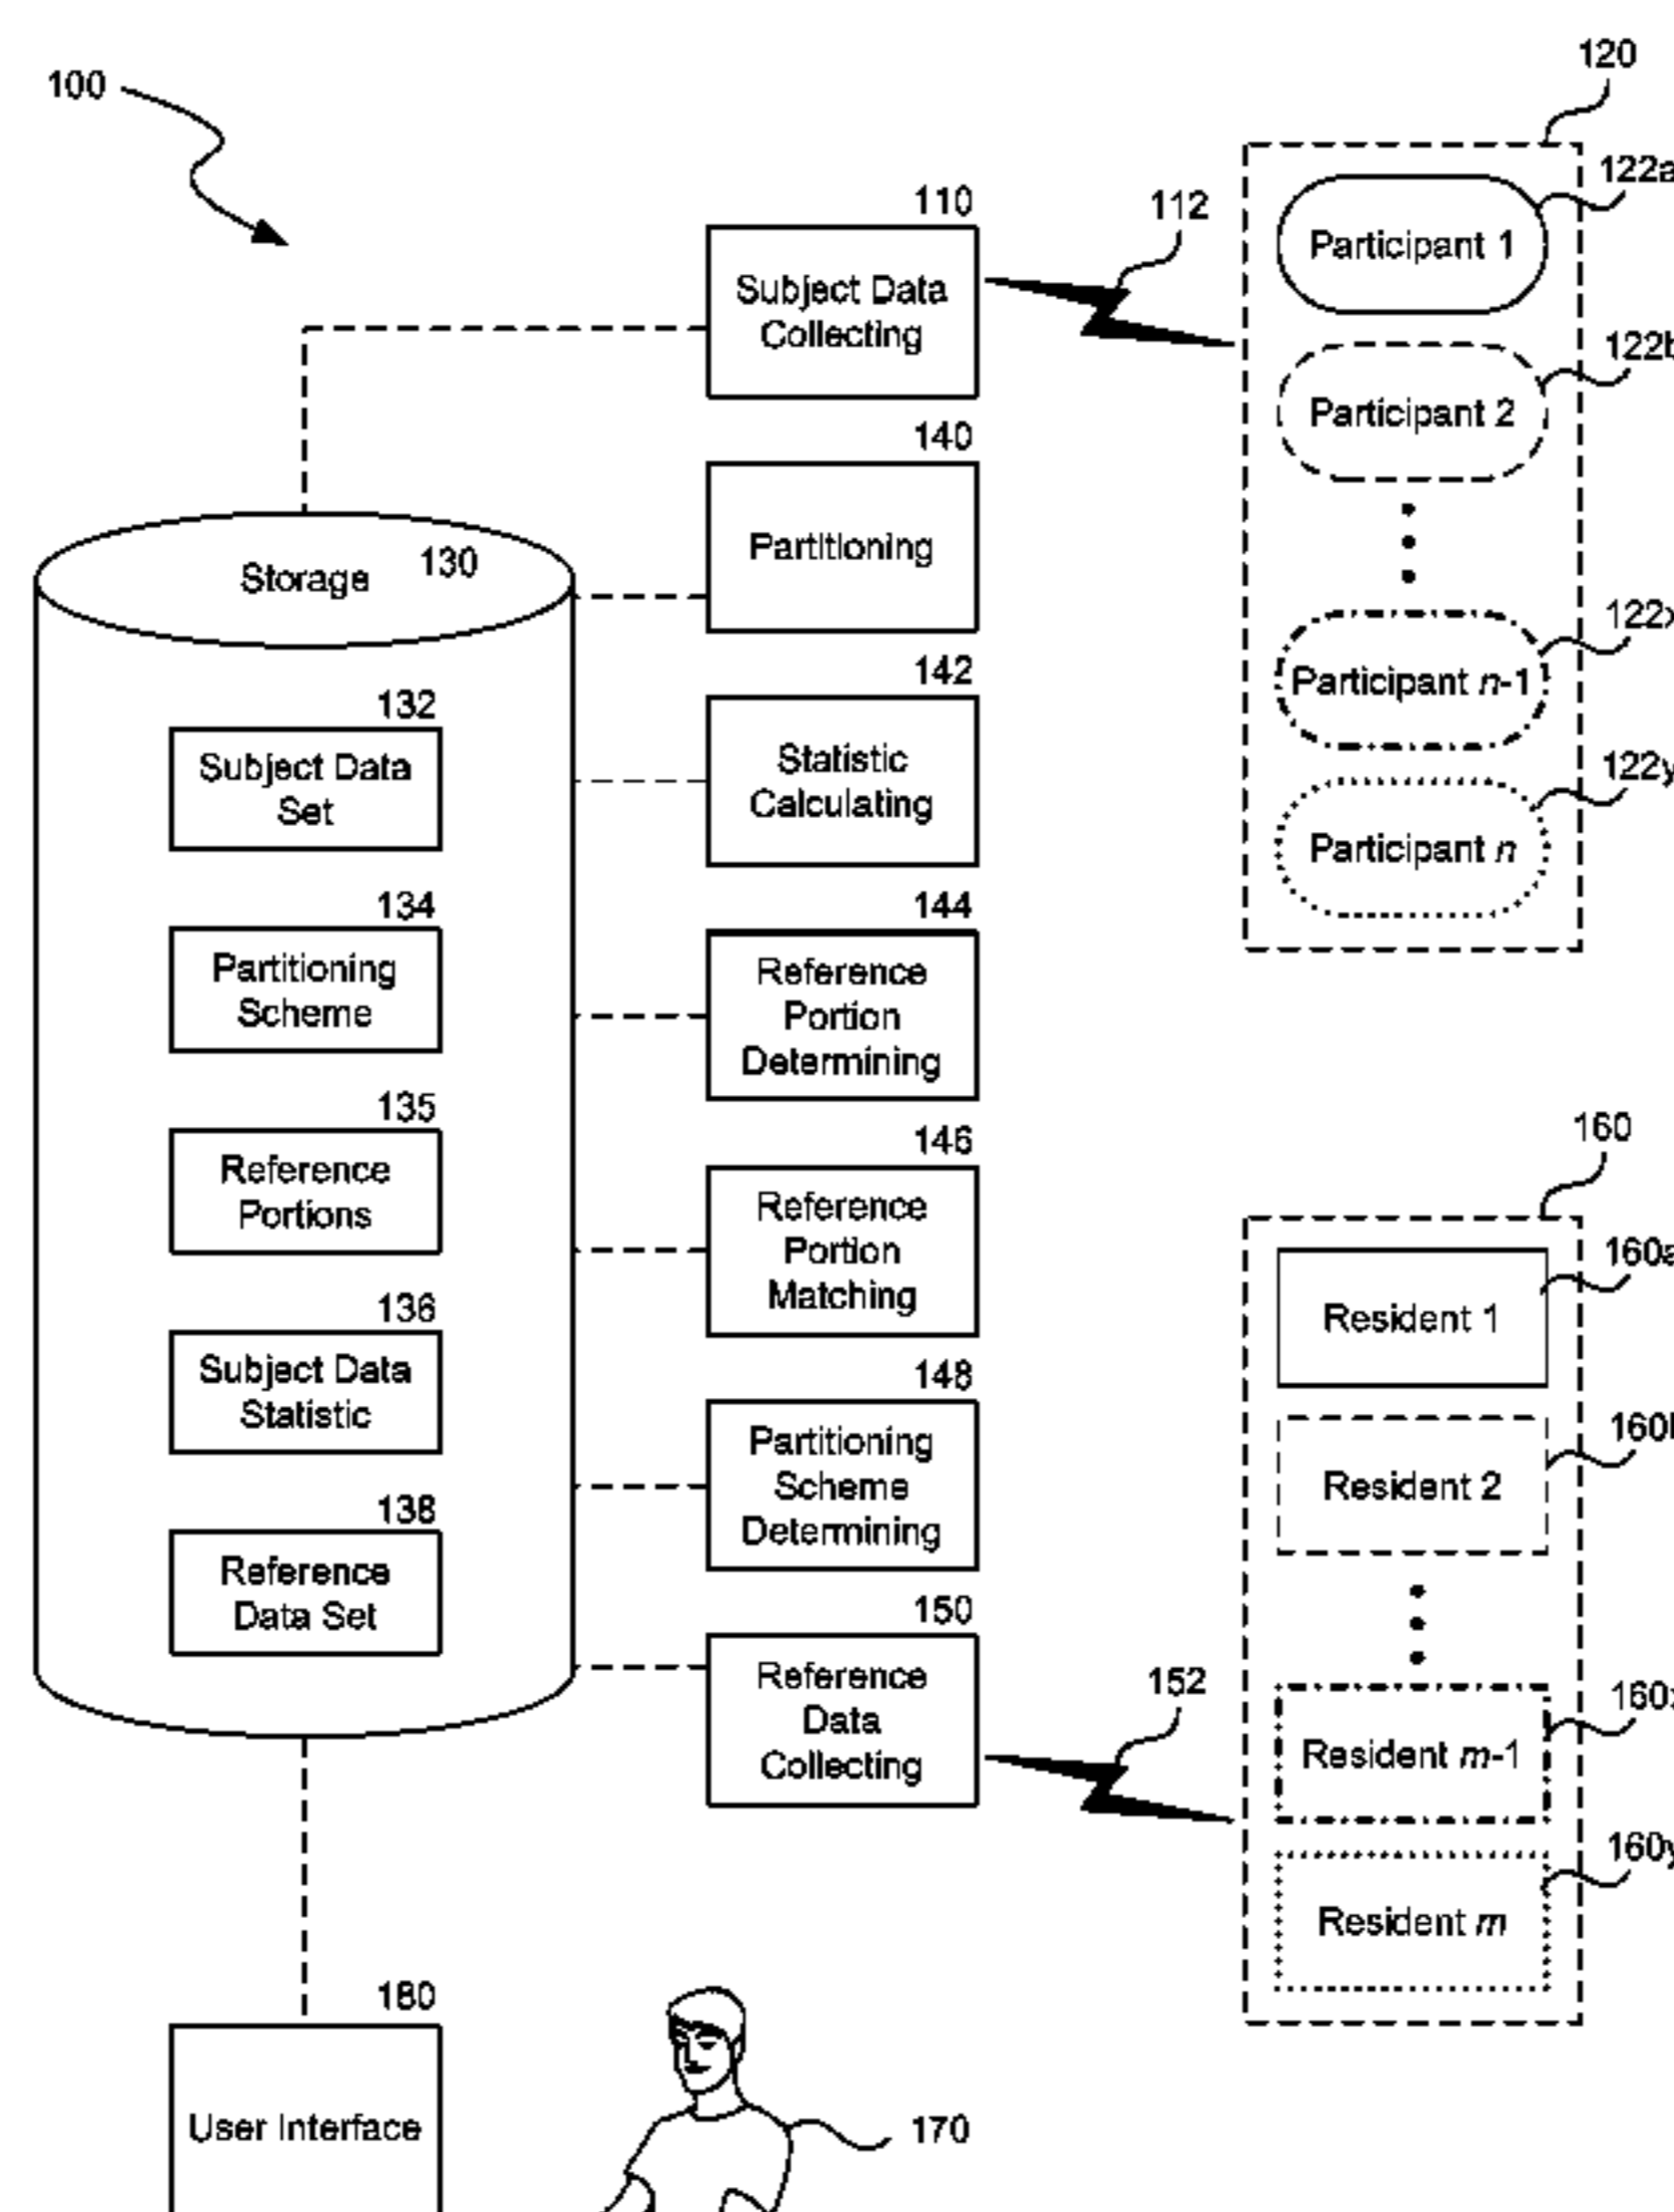 100
120
110
112
122a
Subject Data
Collecting
Participant 1
122b
Participant 2
140
Partitioning
Storage
130
122x
Participant n-1
142
Statistic
Calculating
122y
Participant n
132
Subject Data
Set
134
Partitioning
Scheme
144
Reference
Portion
Determining
135
Reference
Portions
146
Reference
Portion
Matching
160
160a
Resident 1
136
Subject Data
Statistic
148
Partitioning
Scheme
Determining
160b
Resident 2
138
Reference
Data Set
150
Reference
Data
Collecting
152
160x
Resident m-1
160y
Resident m
180
User Interface
170